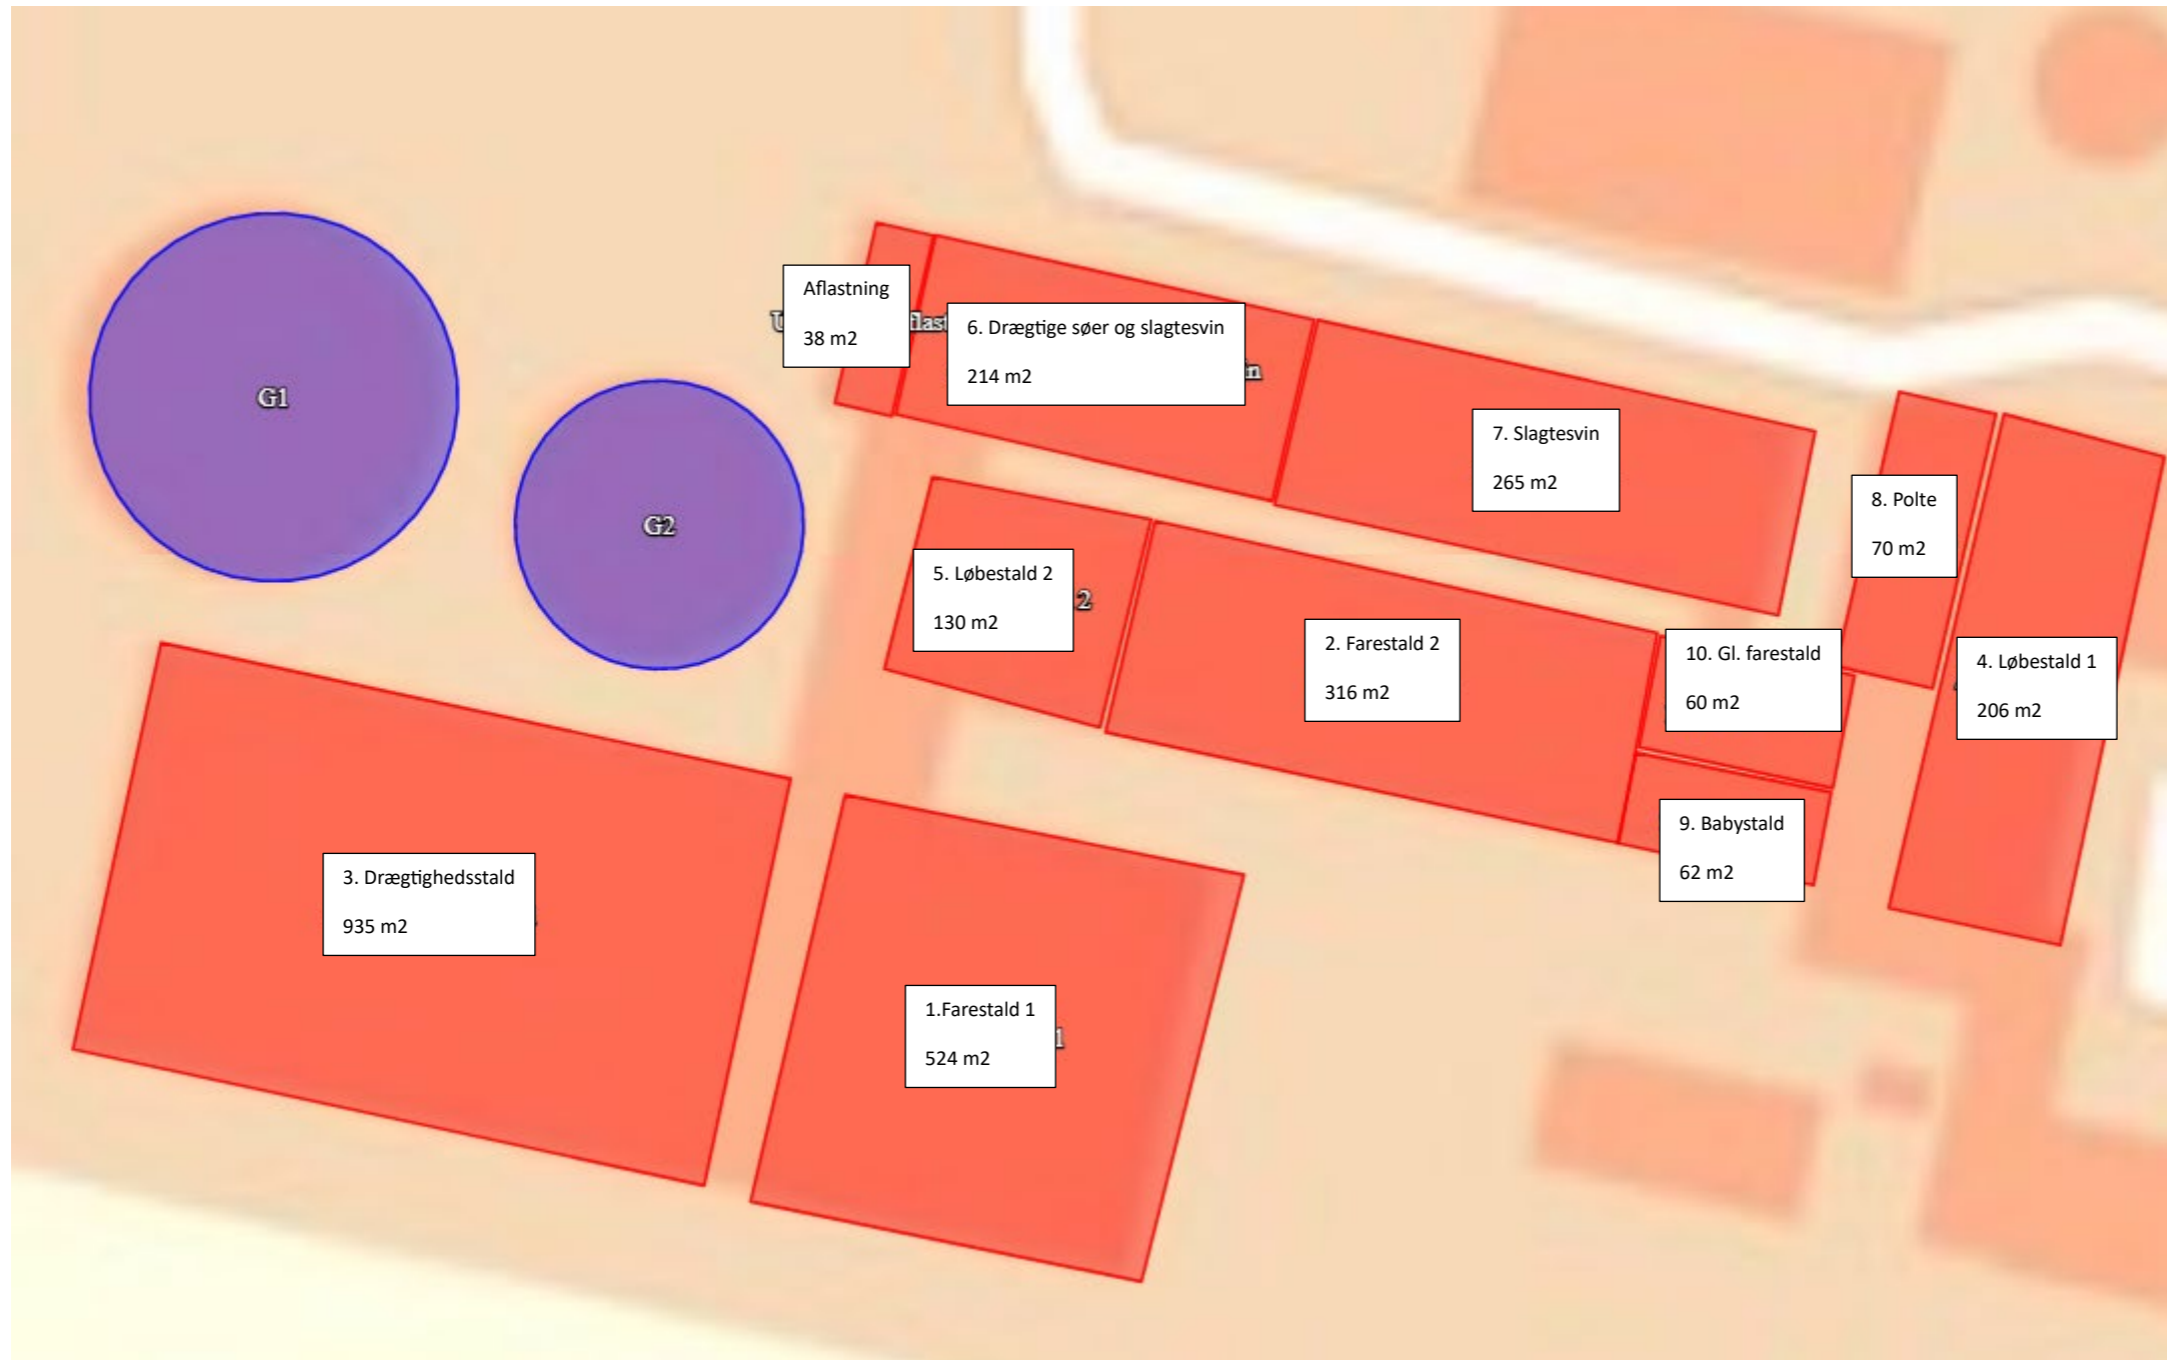 Aflastning
38 m2
6. Drægtige søer og slagtesvin
214 m2
G1
7. Slagtesvin
265 m2
8. Polte
70 m2
G2
5. Løbestald 2
130 m2
2
2. Farestald 2
316 m2
10. Gl. farestald
60 m2
4. Løbestald 1
206 m2
9. Babystald
62 m2
3. Drægtighedsstald
935 m2
1.Farestald 1
524 m2
1